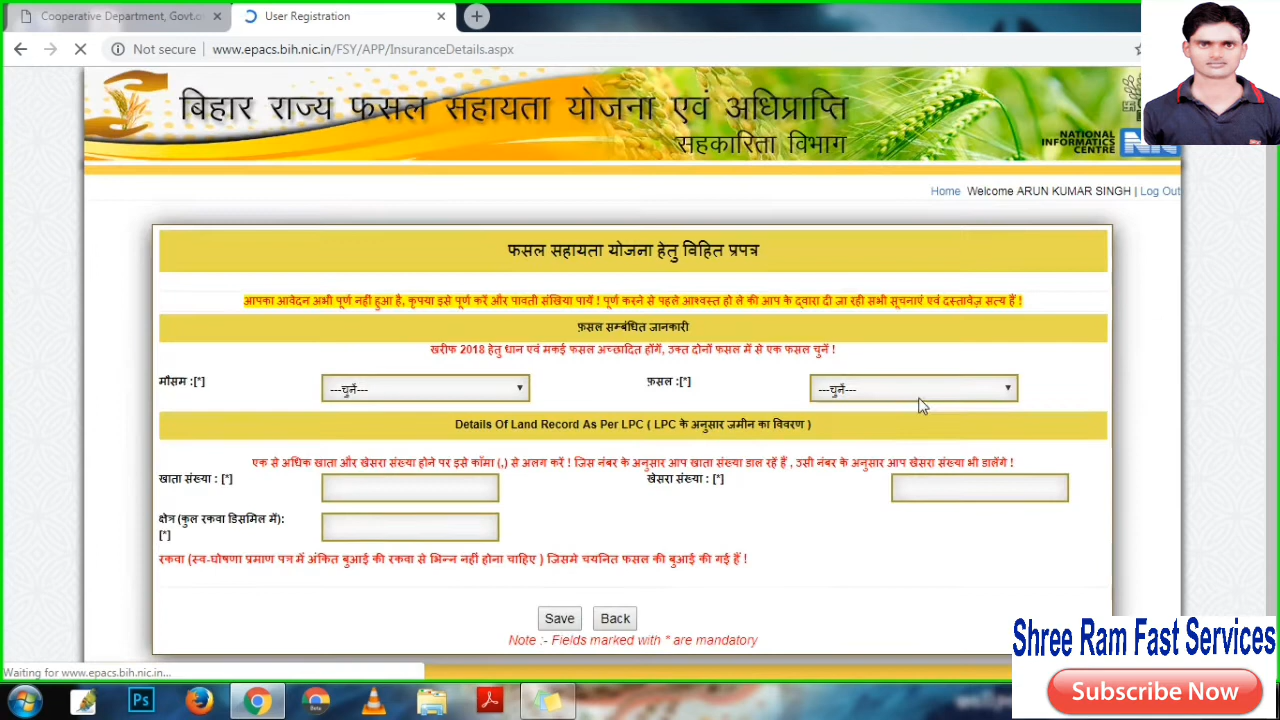 Cooperative Department, Govt.o
User Registration
Not secure | www.epacs.bih.nic.in/FSY/APP/InsuranceDetails.aspx
बिहार राज्य फसल सहायता योजना एवं अधिप्राप्ति
सहकारिता विभाग
NATIONAL
INFORMATICS
CENTRE
NIC
Home Welcome ARUN KUMAR SINGH | Log Out
फसल सहायता योजना हेतु विहित प्रपत्र
आपका आवेदन अभी पूर्ण नहीं हुआ है, कृपया इसे पूर्ण करें और पावती संखिया पायें ! पूर्ण करने से पहले आश्वस्त हो ले की आप के द्वारा दी जा रही सभी सूचनाएं एवं दस्तावेज़ सत्य हैं !
फ़सल सम्बंधित जानकारी
खरीफ 2018 हेतु धान एवं मकई फसल अच्छादित होंगें, उक्त दोनों फसल में से एक फसल चुनें !
मौसम :[*] ---चुनें--- फ़सल :[*] ---चुनें---
Details Of Land Record As Per LPC ( LPC के अनुसार जमीन का विवरण )
एक से अधिक खाता और खेसरा संख्या होने पर इसे कॉमा (,) से अलग करें ! जिस नंबर के अनुसार आप खाता संख्या डाल रहें हैं , उसी नंबर के अनुसार आप खेसरा संख्या भी डालेंगे !
खाता संख्या : [*] खेसरा संख्या : [*]
क्षेत्र (कुल रकवा डिसमिल में):
[*]
रकवा (स्व-घोषणा प्रमाण पत्र में अंकित बुआई की रकवा से भिन्न नहीं होना चाहिए ) जिसमे चयनित फसल की बुआई की गई हैं !
Save Back
Note :- Fields marked with * are mandatory
Waiting for www.epacs.bih.nic.in...
Shree Ram Fast Services
Subscribe Now
Ps
Beta